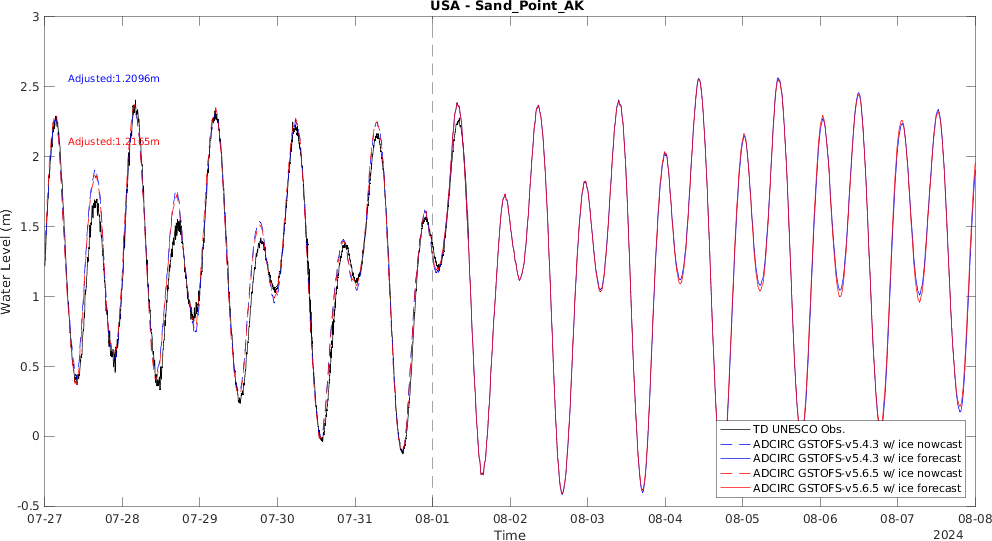 USA - Sand_Point_AK
3
2.5
2
1.5
1
0.5
0
-0.5
Water Level (m)
Adjusted:1.2096m
Adjusted:1.2165m
TD UNESCO Obs.
ADCIRC GSTOFS-v5.4.3 w/ ice nowcast
ADCIRC GSTOFS-v5.4.3 w/ ice forecast
ADCIRC GSTOFS-v5.6.5 w/ ice nowcast
ADCIRC GSTOFS-v5.6.5 w/ ice forecast
07-27 07-28 07-29 07-30 07-31 08-01 08-02 08-03 08-04 08-05 08-06 08-07 08-08
Time
2024